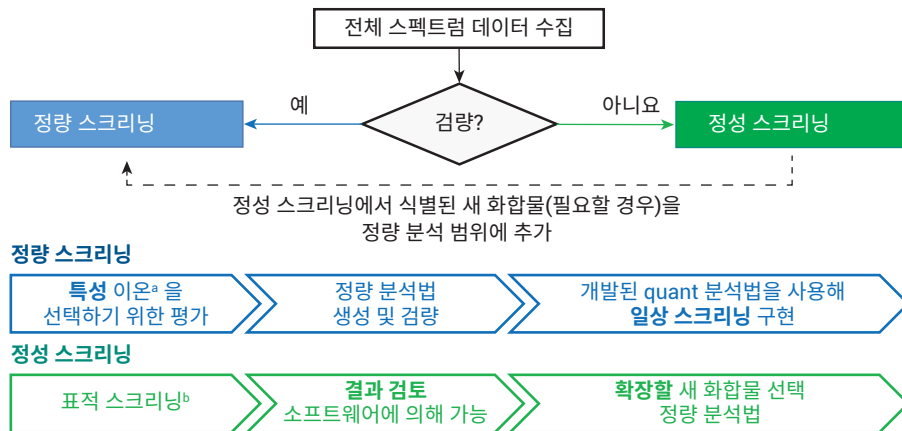 전체 스펙트럼 데이터 수집
예
아니요
정량 스크리닝
검량?
정성 스크리닝
정성 스크리닝에서 식별된 새 화합물(필요할 경우)을
정량 분석 범위에 추가
정량 스크리닝
특성 이온ᵃ 을
선택하기 위한 평가
정량 분석법
생성 및 검량
개발된 quant 분석법을 사용해
일상 스크리닝 구현
정성 스크리닝
표적 스크리닝ᵇ
결과 검토
소프트웨어에 의해 가능
확장할 새 화합물 선택
정량 분석법